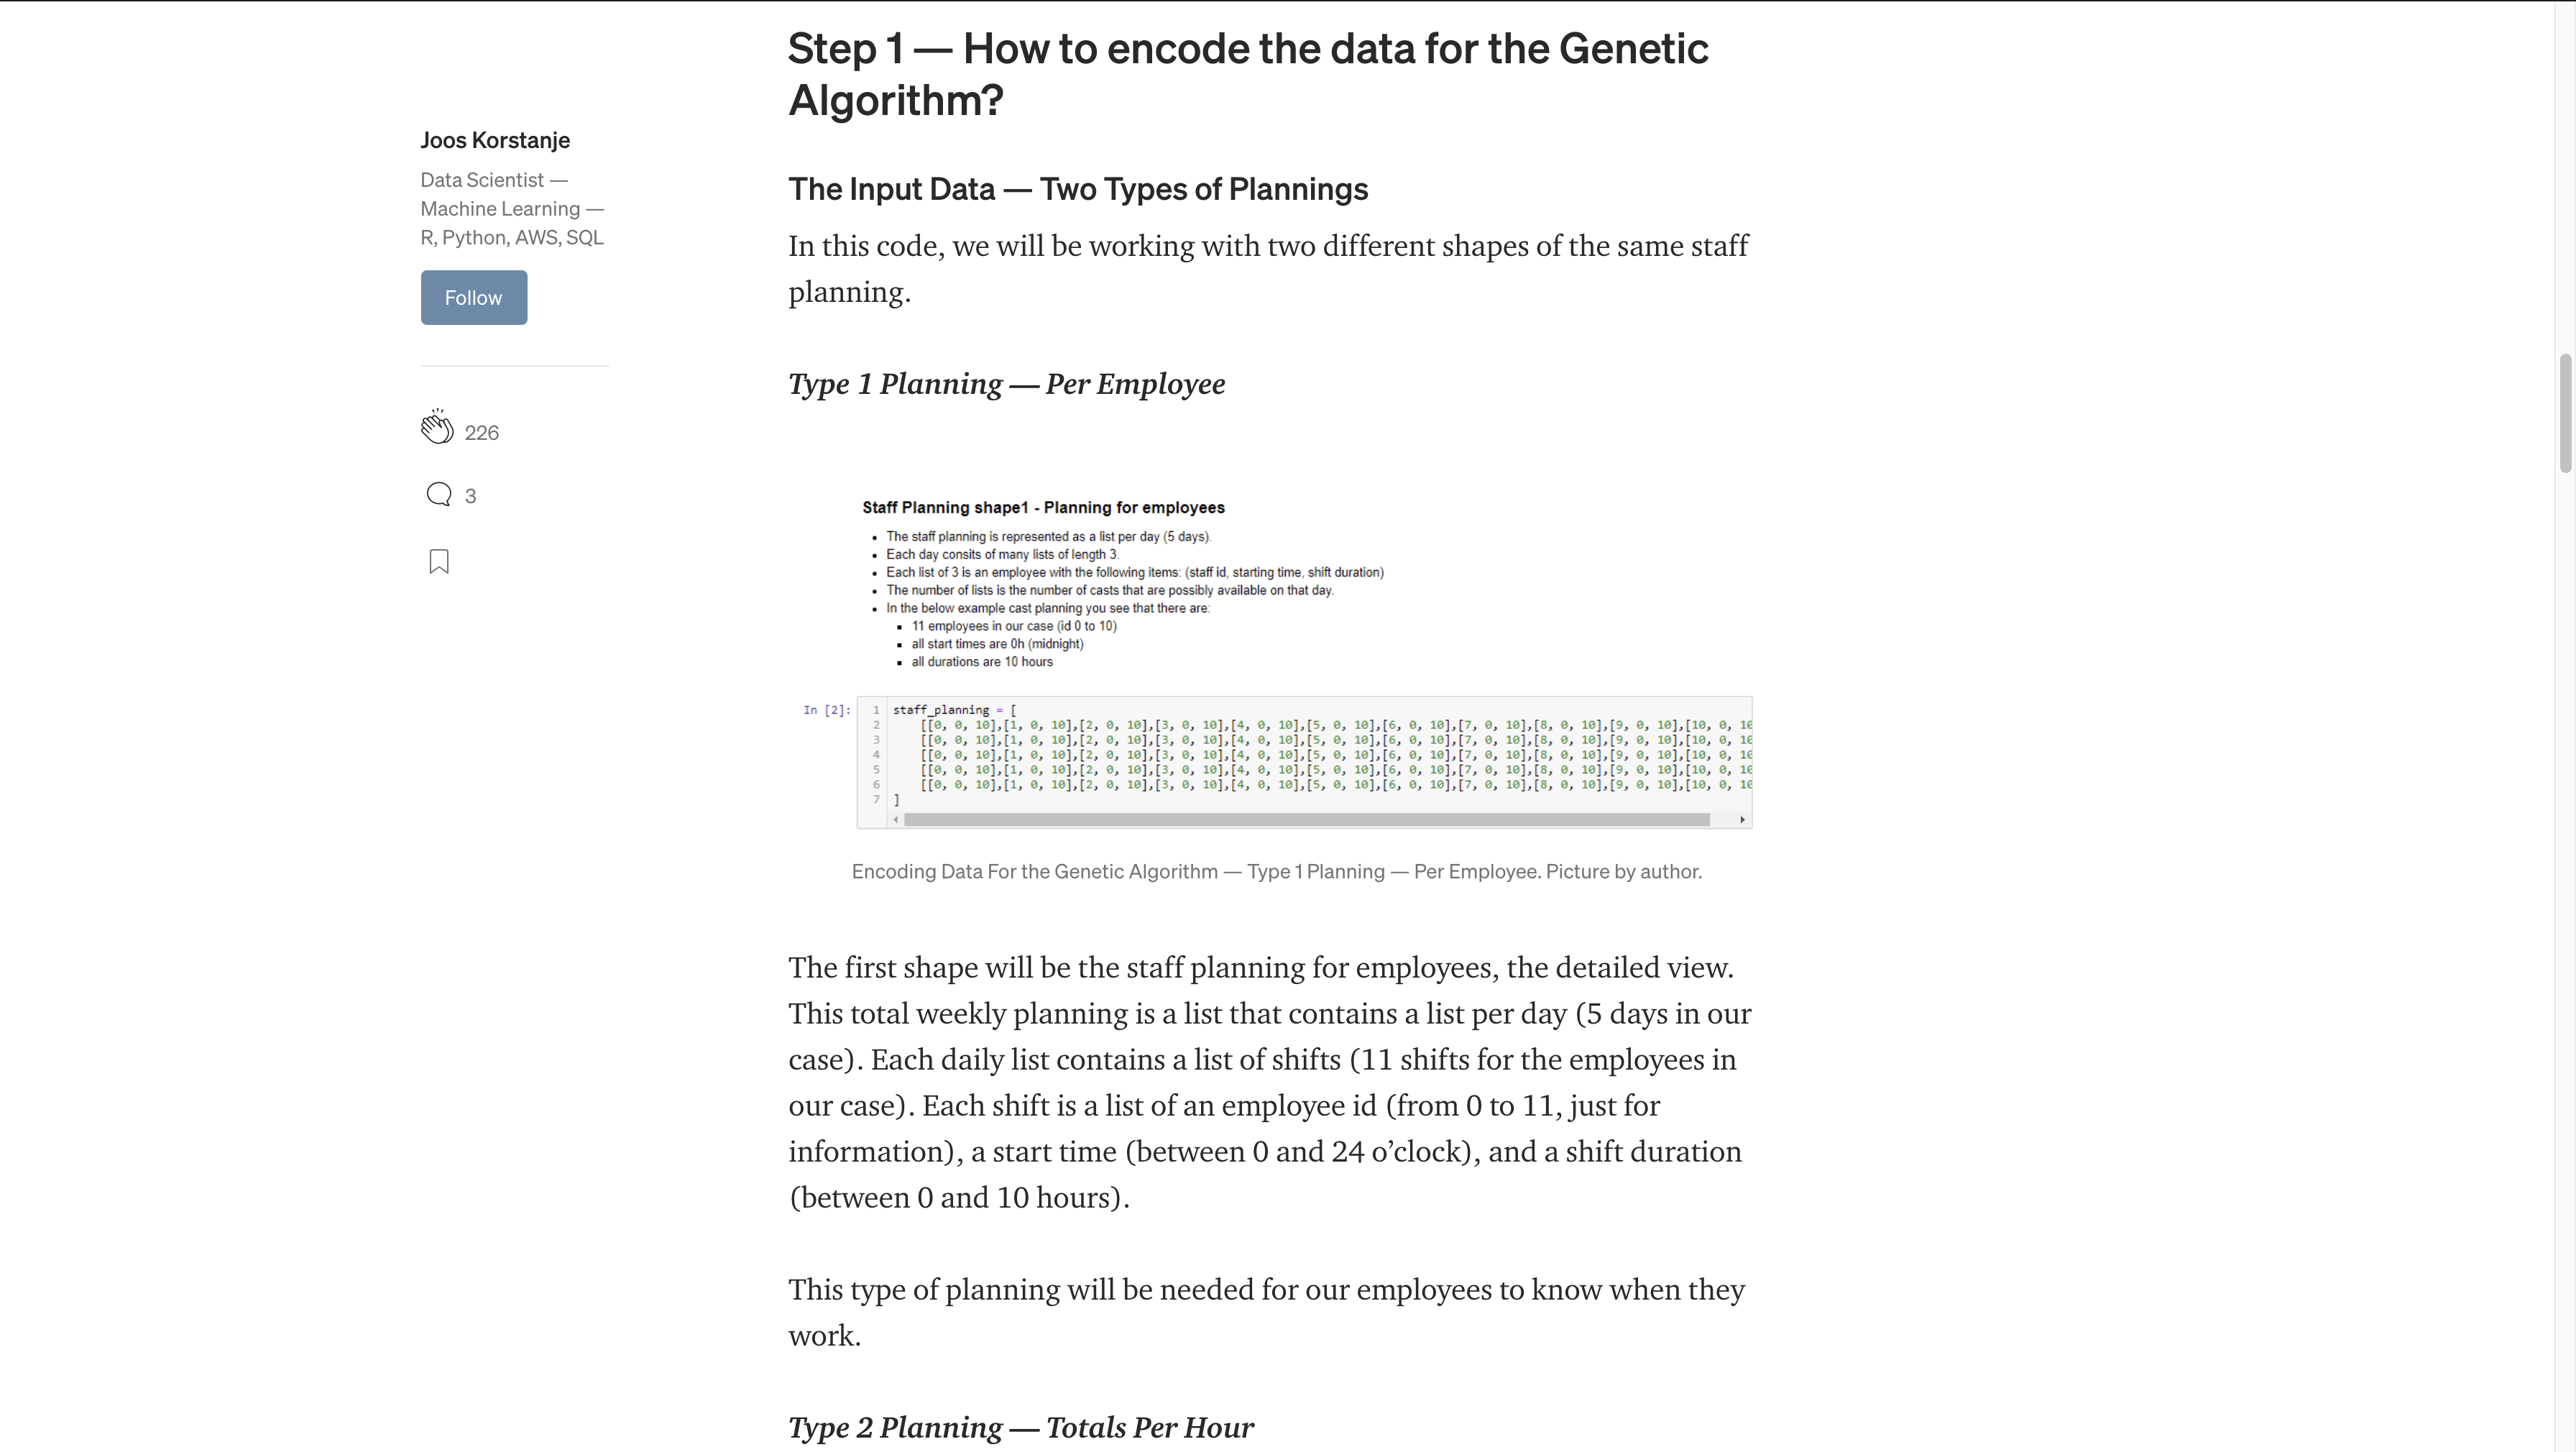 Step 1 — How to encode the data for the Genetic
Algorithm?
Joos Korstanje
Data Scientist —
Machine Learning —
R, Python, AWS, SQL
Follow
226
3
The Input Data — Two Types of Plannings
In this code, we will be working with two different shapes of the same staff
planning.
Type 1 Planning — Per Employee
Staff Planning shape1 - Planning for employees
• The staff planning is represented as a list per day (5 days).
• Each day consits of many lists of length 3.
• Each list of 3 is an employee with the following items: (staff id, starting time, shift duration)
• The number of lists is the number of casts that are possibly available on that day.
• In the below example cast planning you see that there are:
▪ 11 employees in our case (id 0 to 10)
▪ all start times are 0h (midnight)
▪ all durations are 10 hours
In [2]:
1 staff_planning = [
2 [[0, 0, 10],[1, 0, 10],[2, 0, 10],[3, 0, 10],[4, 0, 10],[5, 0, 10],[6, 0, 10],[7, 0, 10],[8, 0, 10],[9, 0, 10],[10, 0, 10
3 [[0, 0, 10],[1, 0, 10],[2, 0, 10],[3, 0, 10],[4, 0, 10],[5, 0, 10],[6, 0, 10],[7, 0, 10],[8, 0, 10],[9, 0, 10],[10, 0, 10
4 [[0, 0, 10],[1, 0, 10],[2, 0, 10],[3, 0, 10],[4, 0, 10],[5, 0, 10],[6, 0, 10],[7, 0, 10],[8, 0, 10],[9, 0, 10],[10, 0, 10
5 [[0, 0, 10],[1, 0, 10],[2, 0, 10],[3, 0, 10],[4, 0, 10],[5, 0, 10],[6, 0, 10],[7, 0, 10],[8, 0, 10],[9, 0, 10],[10, 0, 10
6 [[0, 0, 10],[1, 0, 10],[2, 0, 10],[3, 0, 10],[4, 0, 10],[5, 0, 10],[6, 0, 10],[7, 0, 10],[8, 0, 10],[9, 0, 10],[10, 0, 10
7 ]
Encoding Data For the Genetic Algorithm — Type 1 Planning — Per Employee. Picture by author.
The first shape will be the staff planning for employees, the detailed view.
This total weekly planning is a list that contains a list per day (5 days in our
case). Each daily list contains a list of shifts (11 shifts for the employees in
our case). Each shift is a list of an employee id (from 0 to 11, just for
information), a start time (between 0 and 24 o’clock), and a shift duration
(between 0 and 10 hours).
This type of planning will be needed for our employees to know when they
work.
Type 2 Planning — Totals Per Hour